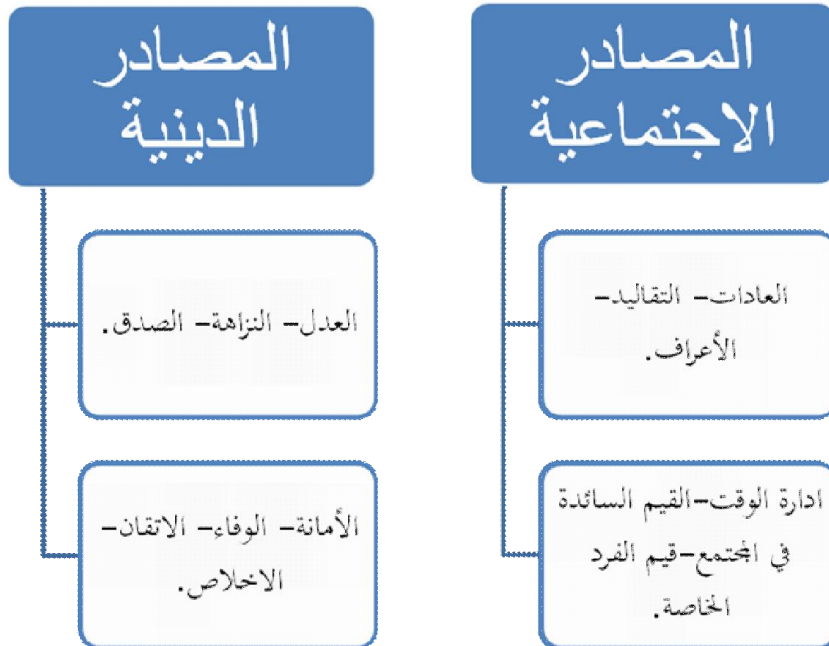 المصادر
الاجتماعية
العادات- التقاليد-
الأعراف.
ادارة الوقت-القيم السائدة
في المجتمع-قيم الفرد
الخاصة.
المصادر
الدينية
العدل- النزاهة- الصدق.
الأمانة- الوفاء- الاتقان-
الاخلاص.